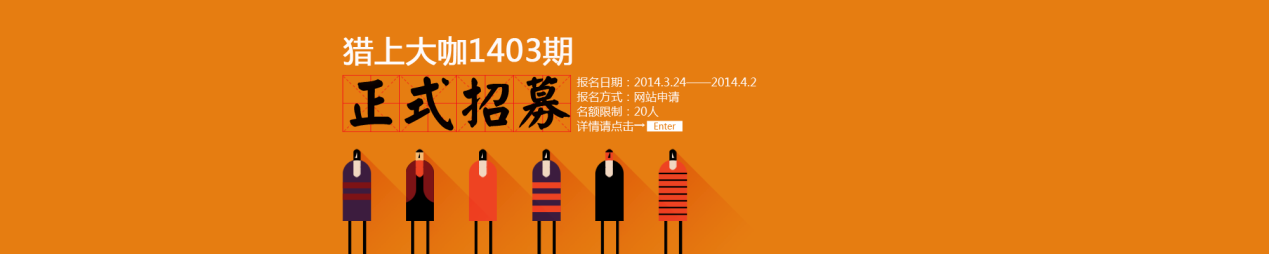 猎上大咖1403期
正式招募
报名日期：2014.3.24——2014.4.2
报名方式：网站申请
名额限制：20人
详情请点击→ Enter